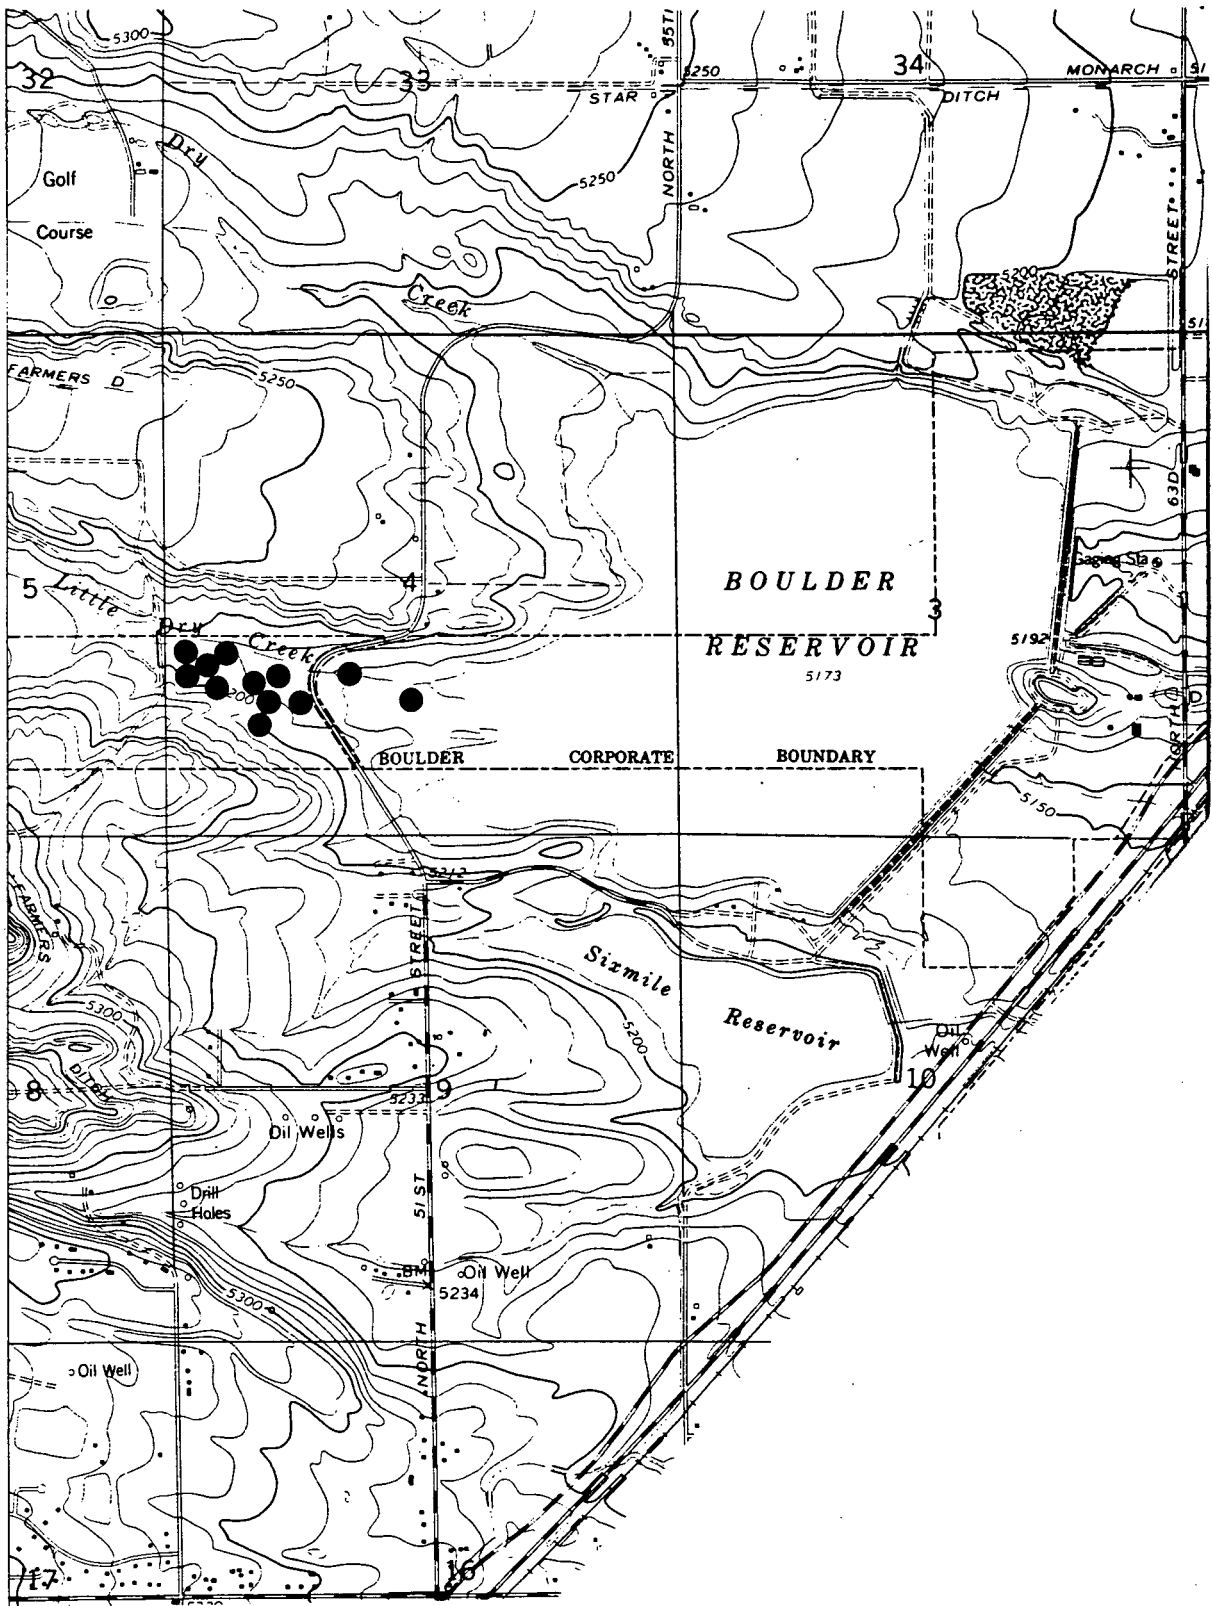 5300
55TH
32
33
5250
34
MONARCH
51
STAR
DITCH
Dry
NORTH
Golf
5250
Course
STREET
5200
Creek
51
FARMERS D
5250
63D
BOULDER
Gaging Sta
5
Little
4
3
Dry
Creek
RESERVOIR
5192
5173
200
D
NORTH
BOULDER CORPORATE BOUNDARY
5150
5212
FARMERS
STREET
Sixmile
5300
5200
Reservoir
Oil
Well
DITCH
8
9
10
5233
Oil Wells
Drill
Holes
51ST
BM
Oil Well
5234
5300
NORTH
Oil Well
17
16